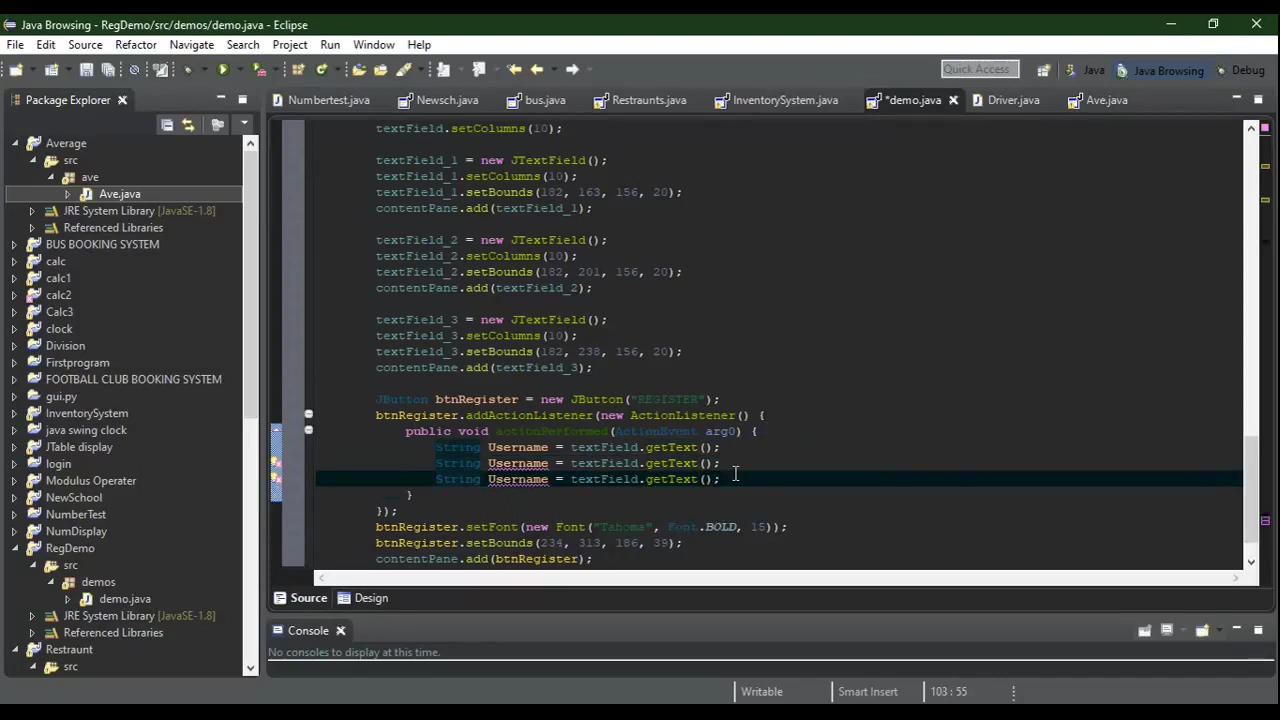 Java Browsing - RegDemo/src/demos/demo.java - Eclipse
File Edit Source Refactor Navigate Search Project Run Window Help
Quick Access Java Java Browsing Debug
Package Explorer
Numbertest.java Newsch.java bus.java Restraunts.java InventorySystem.java *demo.java Driver.java Ave.java
Average
src
ave
Ave.java
JRE System Library [JavaSE-1.8]
Referenced Libraries
BUS BOOKING SYSTEM
calc
calc1
calc2
Calc3
clock
Division
Firstprogram
FOOTBALL CLUB BOOKING SYSTEM
gui.py
InventorySystem
java swing clock
JTable display
login
Modulus Operater
NewSchool
NumberTest
NumDisplay
RegDemo
src
demos
demo.java
JRE System Library [JavaSE-1.8]
Referenced Libraries
Restraunt
src
textField.setColumns(10);
textField_1 = new JTextField();
textField_1.setColumns(10);
textField_1.setBounds(182, 163, 156, 20);
contentPane.add(textField_1);
textField_2 = new JTextField();
textField_2.setColumns(10);
textField_2.setBounds(182, 201, 156, 20);
contentPane.add(textField_2);
textField_3 = new JTextField();
textField_3.setColumns(10);
textField_3.setBounds(182, 238, 156, 20);
contentPane.add(textField_3);
JButton btnRegister = new JButton("REGISTER");
btnRegister.addActionListener(new ActionListener() {
public void actionPerformed(ActionEvent arg0) {
String Username = textField.getText();
String Username = textField.getText();
String Username = textField.getText();
}
});
btnRegister.setFont(new Font("Tahoma", Font.BOLD, 15));
btnRegister.setBounds(234, 313, 186, 39);
contentPane.add(btnRegister);
Source Design
Console
No consoles to display at this time.
Writable Smart Insert 103 : 55